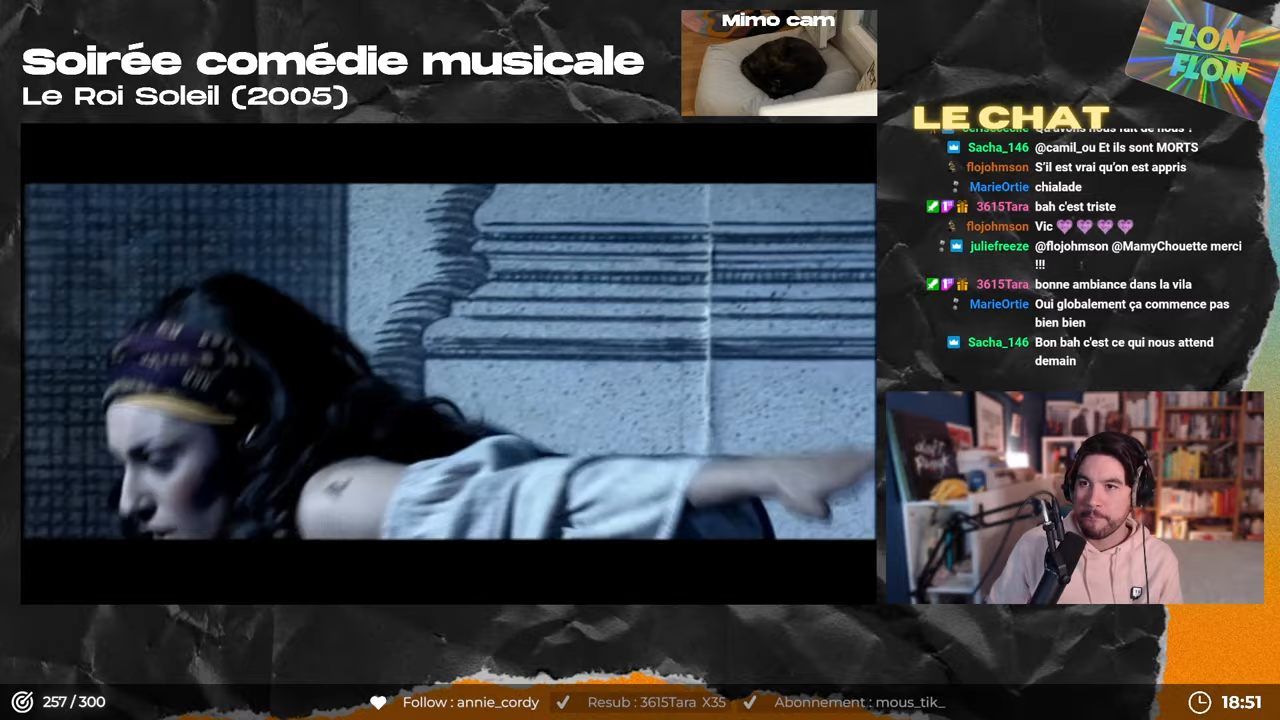 Soirée comédie musicale
Le Roi Soleil (2005)
Mimo cam
ELON
FLON
LE CHAT
Sacha_146 @camil_ou Et ils sont MORTS
flojohmson S'il est vrai qu'on est appris
MarieOrtie chialade
3615Tara bah c'est triste
flojohmson Vic 💜 💜 💜 💜
juliefreeze @flojohmson @MamyChouette merci
!!!
3615Tara bonne ambiance dans la vila
MarieOrtie Oui globalement ça commence pas
bien bien
Sacha_146 Bon bah c'est ce qui nous attend
demain
257 / 300
Follow : annie_cordy
Resub : 3615Tara X35
Abonnement : mous_tik_
18:51